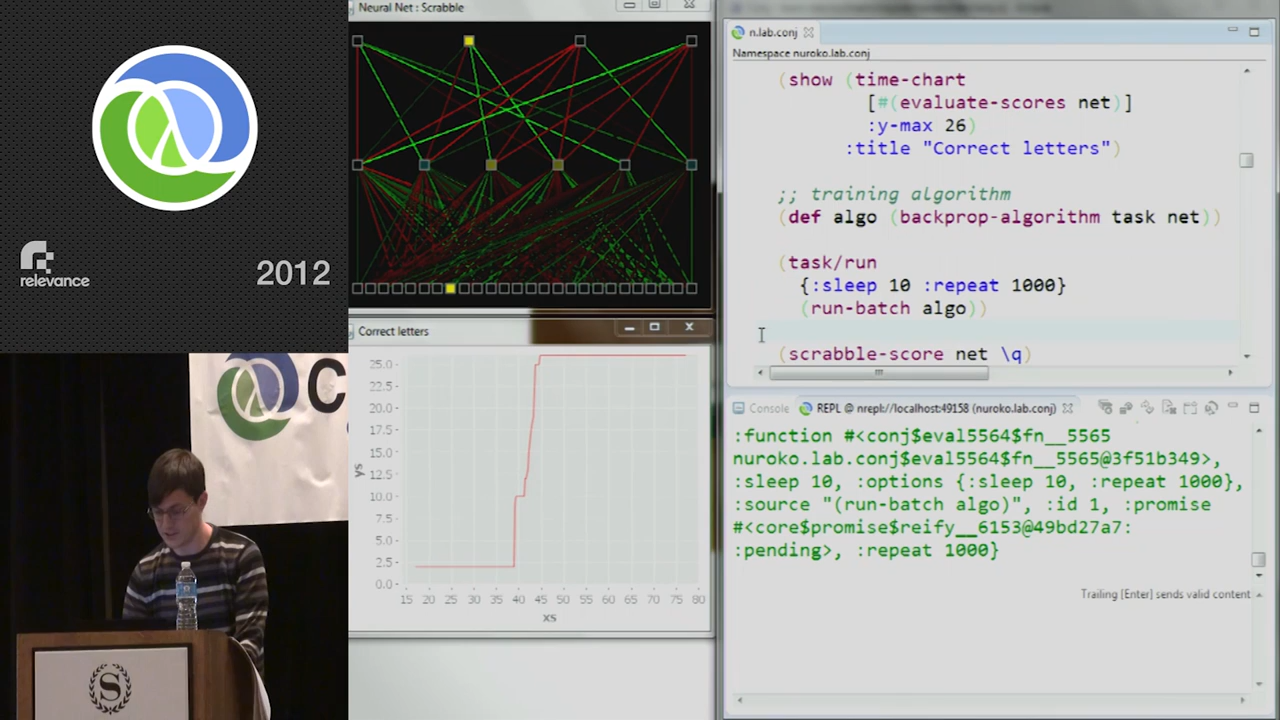 relevance
2012
C
S
Neural Net : Scrabble
Correct letters
25.0
22.5
20.0
17.5
15.0
12.5
10.0
7.5
5.0
2.5
0.0
ys
15 20 25 30 35 40 45 50 55 60 65 70 75 80
xs
n.lab.conj
Namespace nuroko.lab.conj
(show (time-chart
[#(evaluate-scores net)]
:y-max 26)
:title "Correct letters")
;; training algorithm
(def algo (backprop-algorithm task net))
(task/run
{:sleep 10 :repeat 1000}
(run-batch algo))
(scrabble-score net \q)
Console REPL @ nrepl://localhost:49158 (nuroko.lab.conj)
:function #<conj$eval5564$fn__5565
nuroko.lab.conj$eval5564$fn__5565@3f51b349>,
:sleep 10, :options {:sleep 10, :repeat 1000},
:source "(run-batch algo)", :id 1, :promise
#<core$promise$reify__6153@49bd27a7:
:pending>, :repeat 1000}
Trailing [Enter] sends valid content